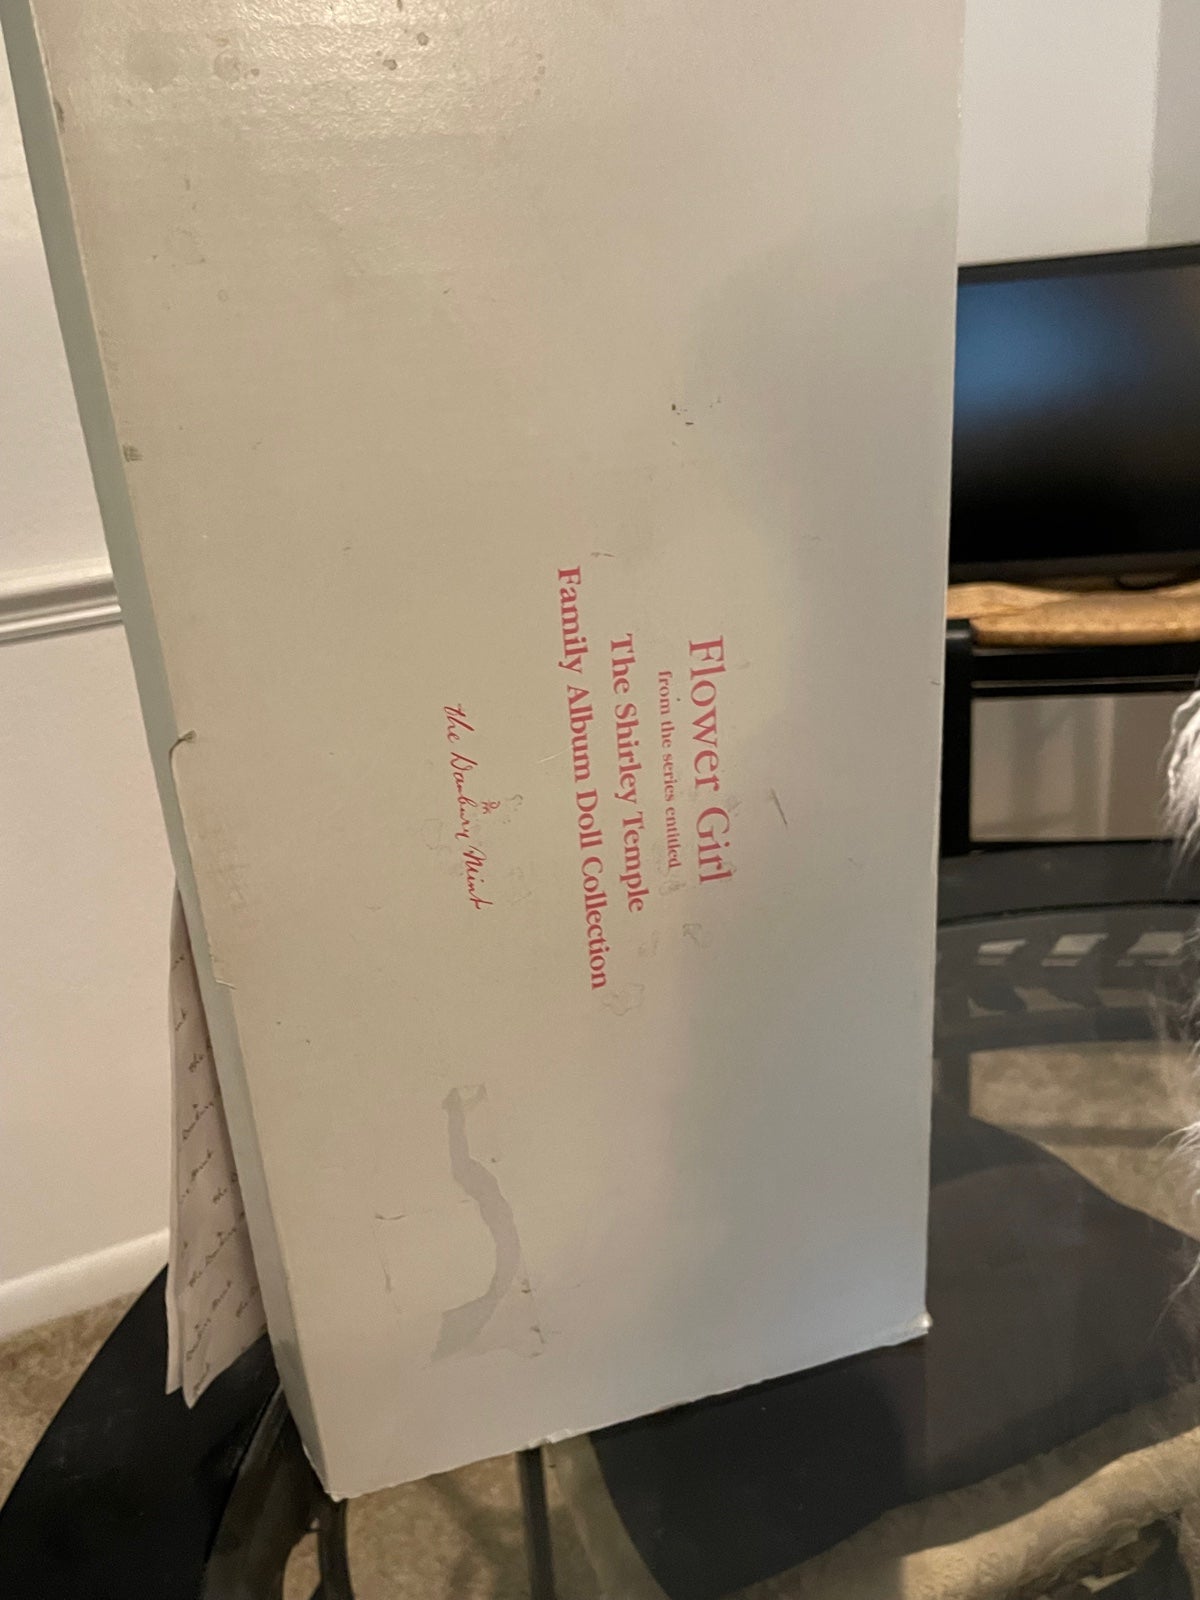 Flower Girl
from the series entitled
The Shirley Temple
Family Album Doll Collection
the Danbury Mint